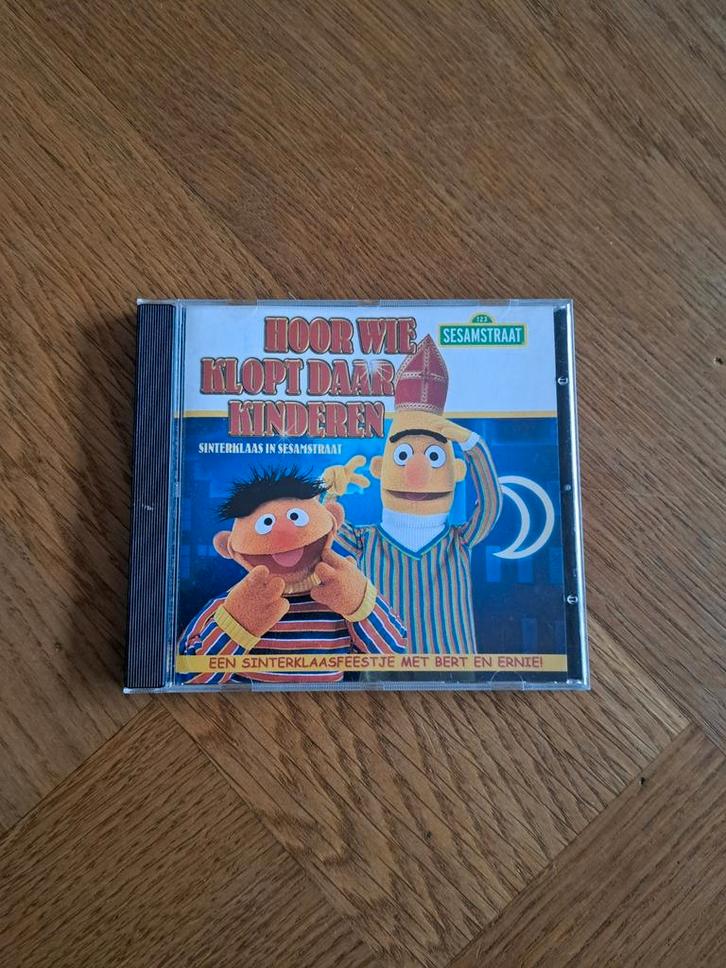 HOOR WIE
KLOPT DAAR
KINDEREN
SINTERKLAAS IN SESAMSTRAAT
123
SESAMSTRAAT
EEN SINTERKLAASFEESTJE MET BERT EN ERNIE!